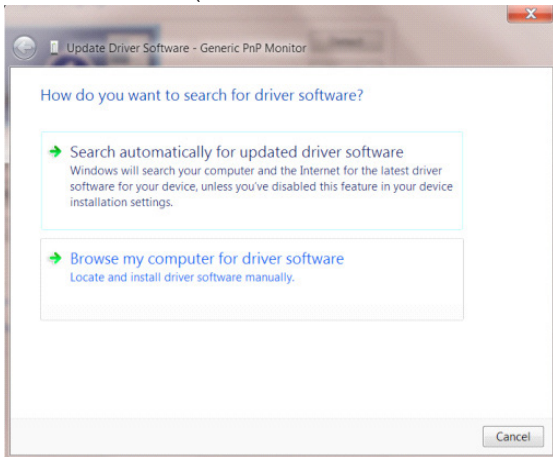 Update Driver Software - Generic PnP Monitor
How do you want to search for driver software?
Search automatically for updated driver software
Windows will search your computer and the Internet for the latest driver
software for your device, unless you've disabled this feature in your device
installation settings.
Browse my computer for driver software
Locate and install driver software manually.
Cancel